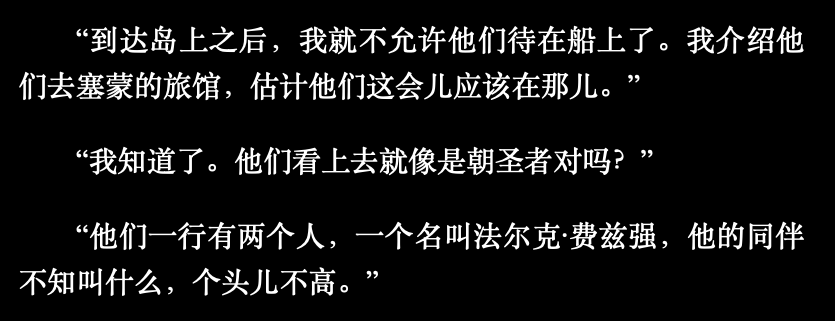 “到达岛上之后，我就不允许他们待在船上了。我介绍他
们去塞蒙的旅馆，估计他们这会儿应该在那儿。”
“我知道了。他们看上去就像是朝圣者对吗？”
“他们一行有两个人，一个名叫法尔克·费兹强，他的同伴
不知叫什么，个头儿不高。”